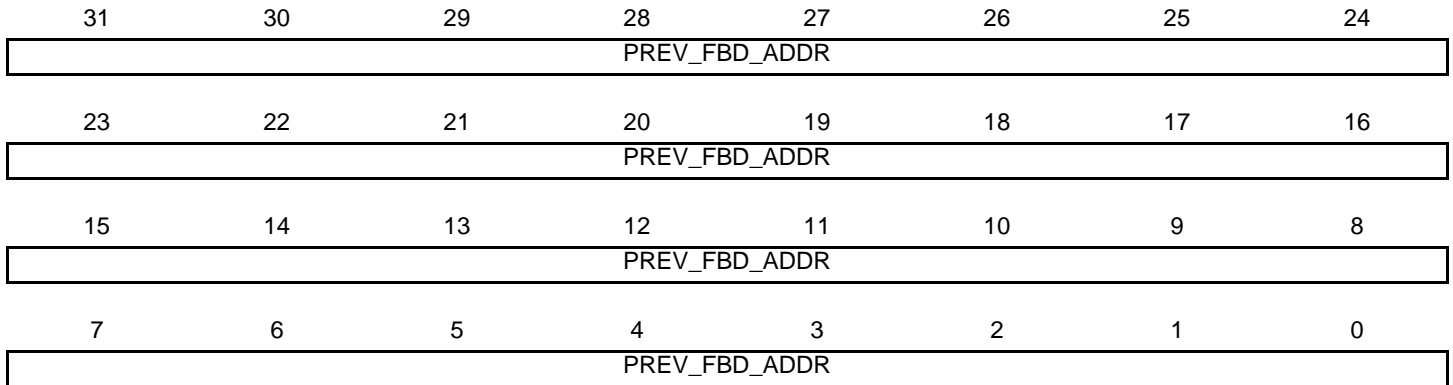 31 30 29 28 27 26 25 24
PREV_FBD_ADDR
23 22 21 20 19 18 17 16
PREV_FBD_ADDR
15 14 13 12 11 10 9 8
PREV_FBD_ADDR
7 6 5 4 3 2 1 0
PREV_FBD_ADDR